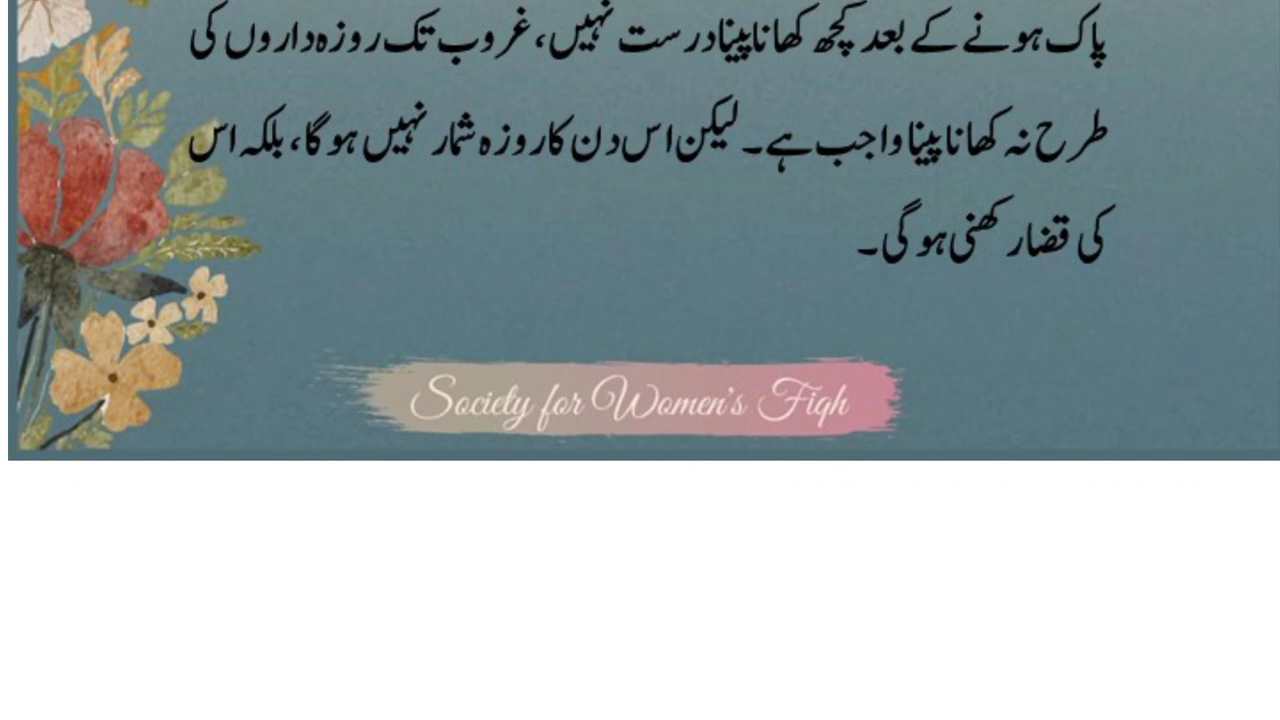 پاک ہونے کے بعد کچھ کھانا پینا درست نہیں، غروب تک روزہ داروں کی
طرح نہ کھانا پینا واجب ہے۔ لیکن اس دن کا روزہ شمار نہیں ہوگا، بلکہ اس
کی قضا رکھنی ہوگی۔
Society for Women's Fiqh